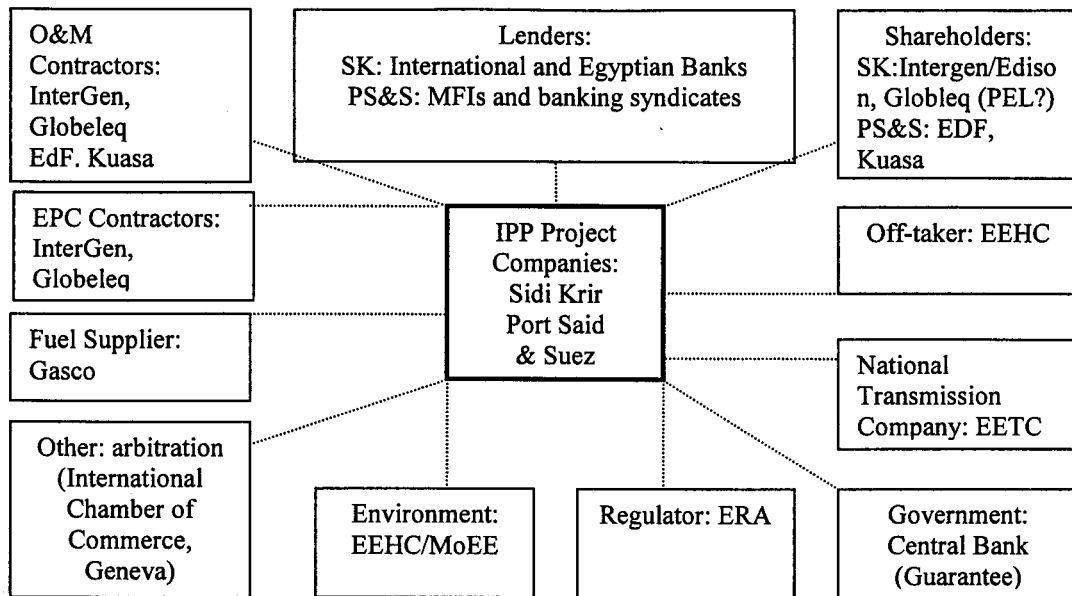 O&M
Contractors:
InterGen,
Globeleq
EdF. Kuasa
Lenders:
SK: International and Egyptian Banks
PS&S: MFIs and banking syndicates
Shareholders:
SK:Intergen/Ediso
n, Globleq (PEL?)
PS&S: EDF,
Kuasa
EPC Contractors:
InterGen,
Globeleq
IPP Project
Companies:
Sidi Krir
Port Said
& Suez
Off-taker: EEHC
Fuel Supplier:
Gasco
National
Transmission
Company: EETC
Other: arbitration
(International
Chamber of
Commerce,
Geneva)
Environment:
EEHC/MoEE
Regulator: ERA
Government:
Central Bank
(Guarantee)